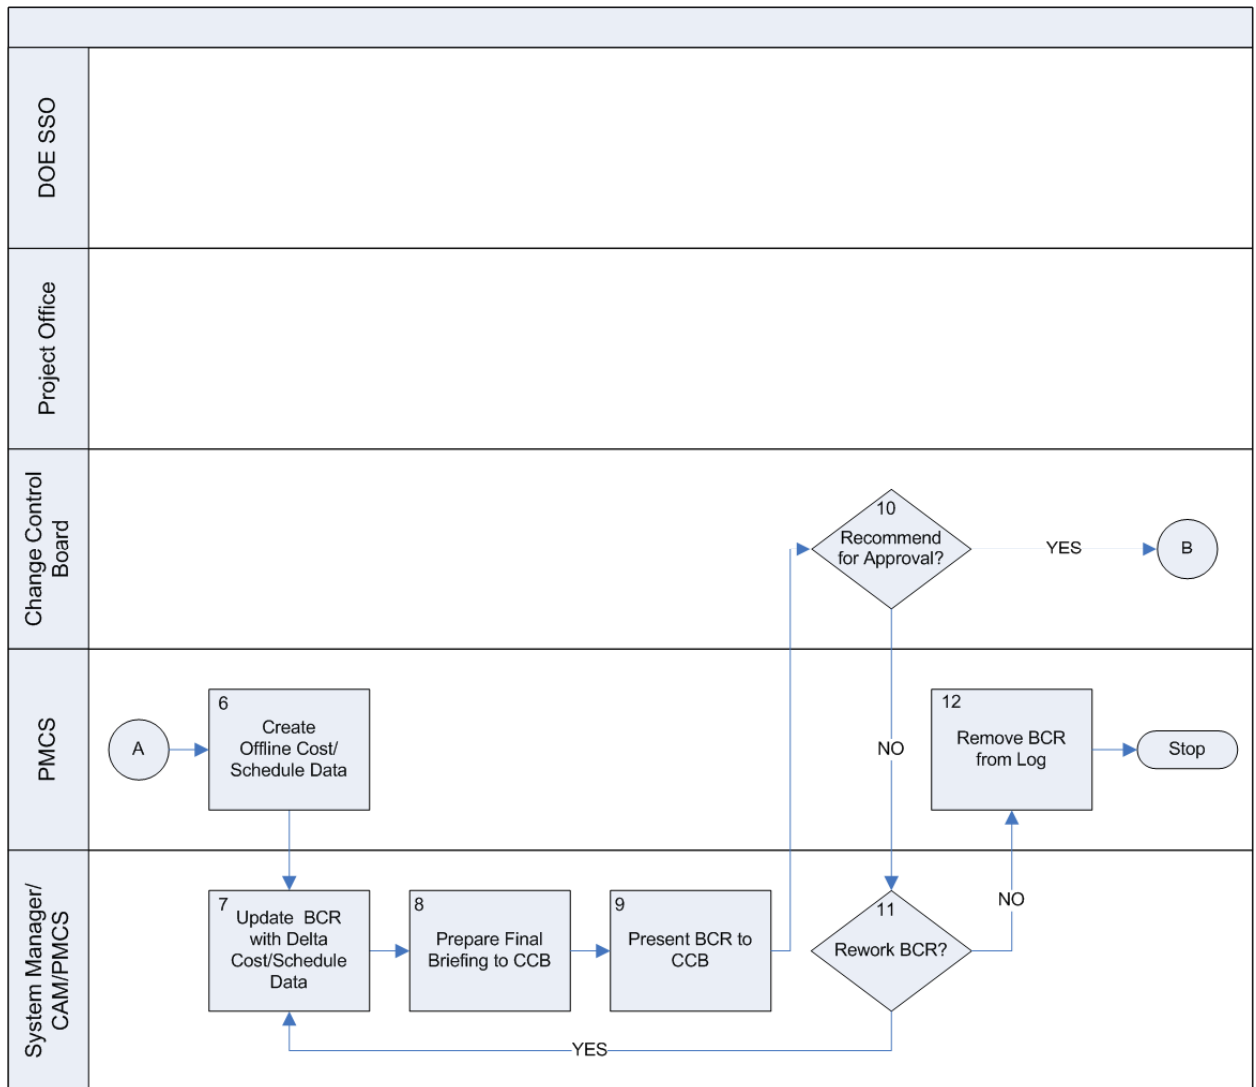 DOE SSO
Project Office
Change Control
Board
10
Recommend
for Approval?
YES
B
PMCS
A
6
Create
Offline Cost/
Schedule Data
NO
12
Remove BCR
from Log
Stop
System Manager/
CAM/PMCS
7
Update BCR
with Delta
Cost/Schedule
Data
8
Prepare Final
Briefing to CCB
9
Present BCR to
CCB
11
Rework BCR?
NO
YES